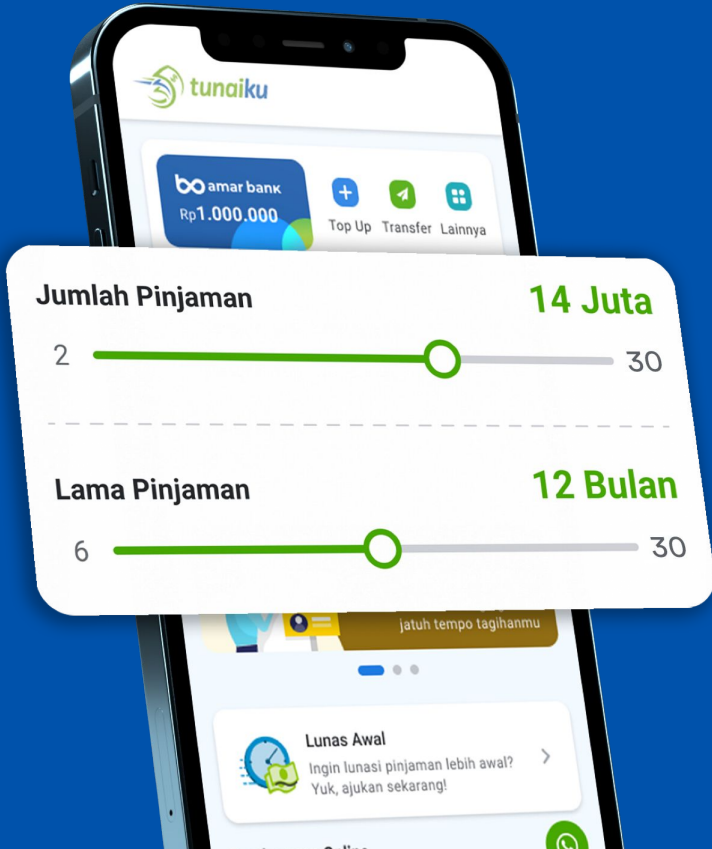 tunaiku
amar bank
Rp1.000.000
Top Up
Transfer
Lainnya
Jumlah Pinjaman
14 Juta
2
30
Lama Pinjaman
12 Bulan
6
30
jatuh tempo tagihanmu
Lunas Awal
Ingin lunasi pinjaman lebih awal?
Yuk, ajukan sekarang!